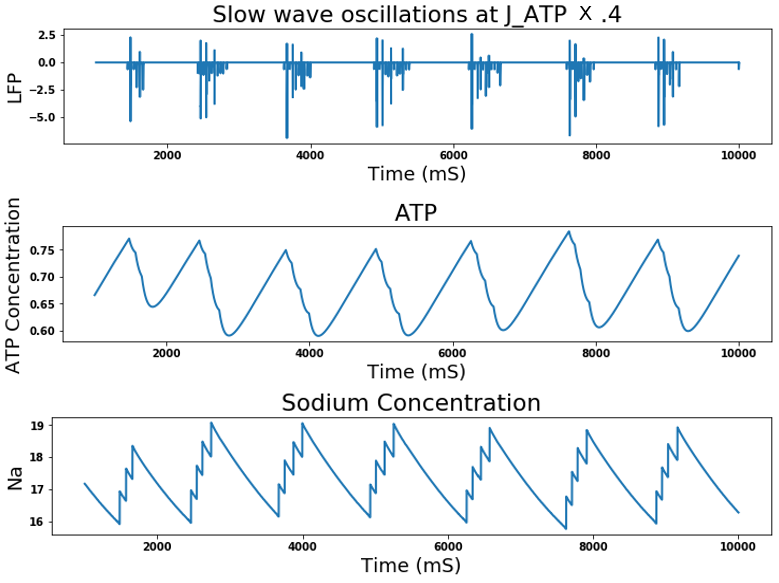 Slow wave oscillations at J_ATP X .4
2.5
0.0
−2.5
−5.0
LFP
2000 4000 6000 8000 10000
Time (mS)
ATP
0.75
0.70
0.65
0.60
ATP Concentration
2000 4000 6000 8000 10000
Time (mS)
Sodium Concentration
19
18
17
16
Na
2000 4000 6000 8000 10000
Time (mS)